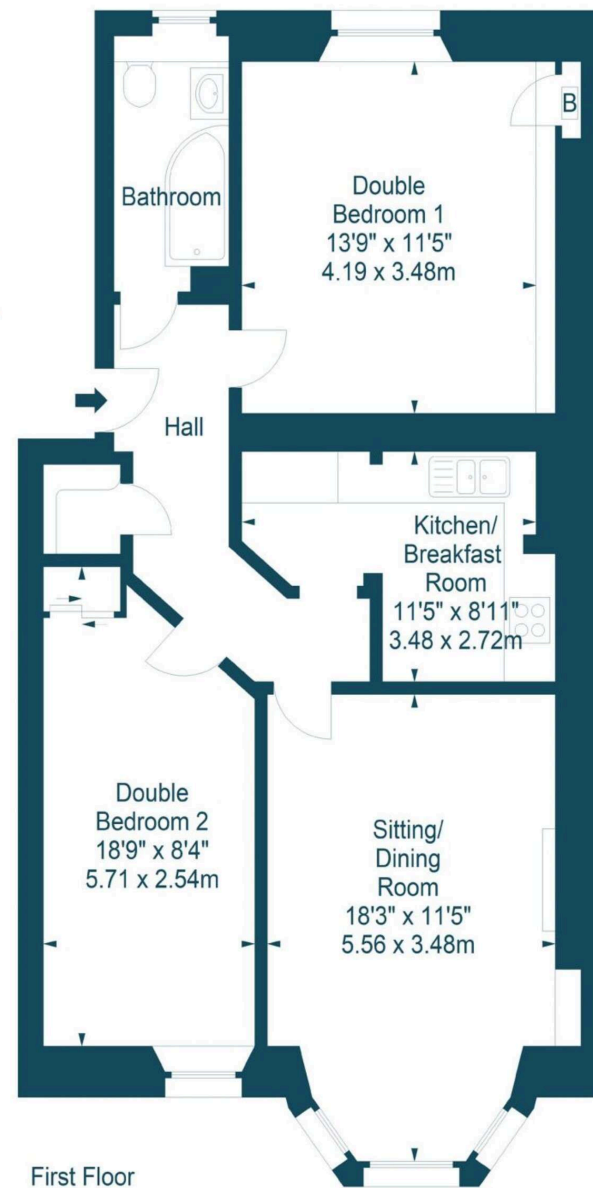 Bathroom
Double
Bedroom 1
13'9" x 11'5"
4.19 x 3.48m
B
Hall
Kitchen/
Breakfast
Room
11'5" x 8'11"
3.48 x 2.72m
Double
Bedroom 2
18'9" x 8'4"
5.71 x 2.54m
Sitting/
Dining
Room
18'3" x 11'5"
5.56 x 3.48m
First Floor